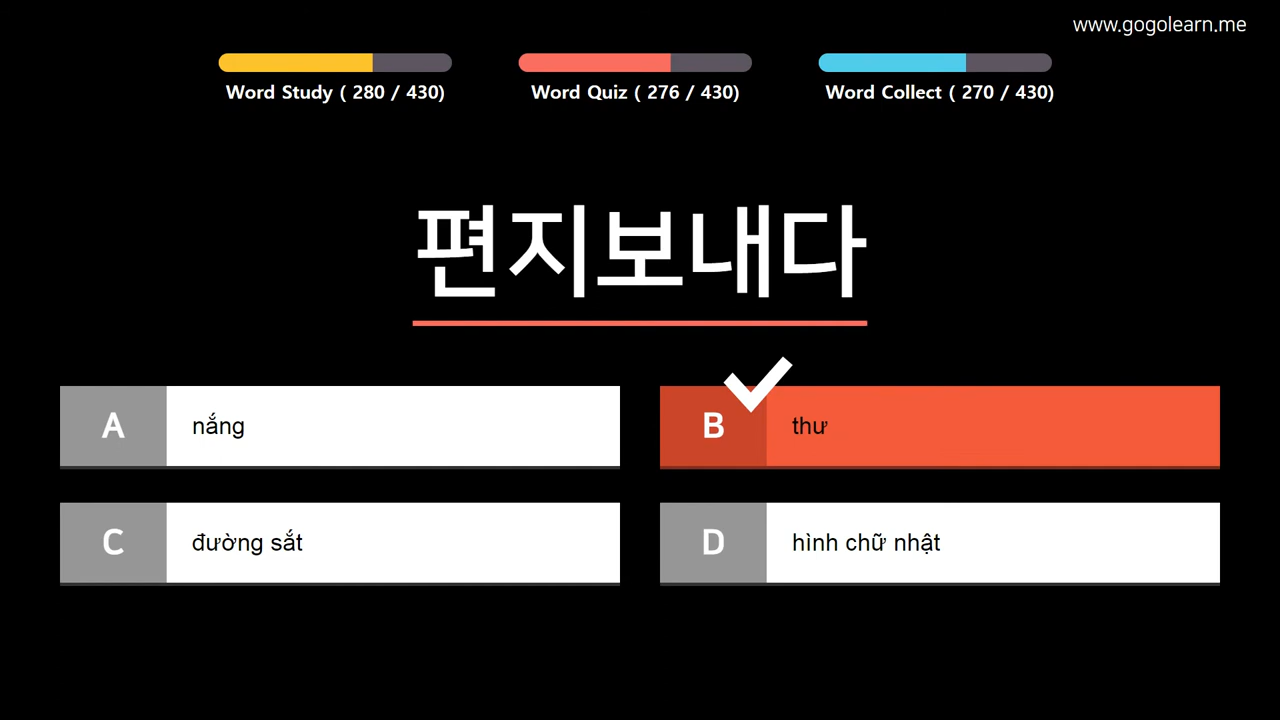 www.gogolearn.me
Word Study ( 280 / 430)
Word Quiz ( 276 / 430)
Word Collect ( 270 / 430)
편지보내다
A
nắng
B
thư
C
đường sắt
D
hình chữ nhật